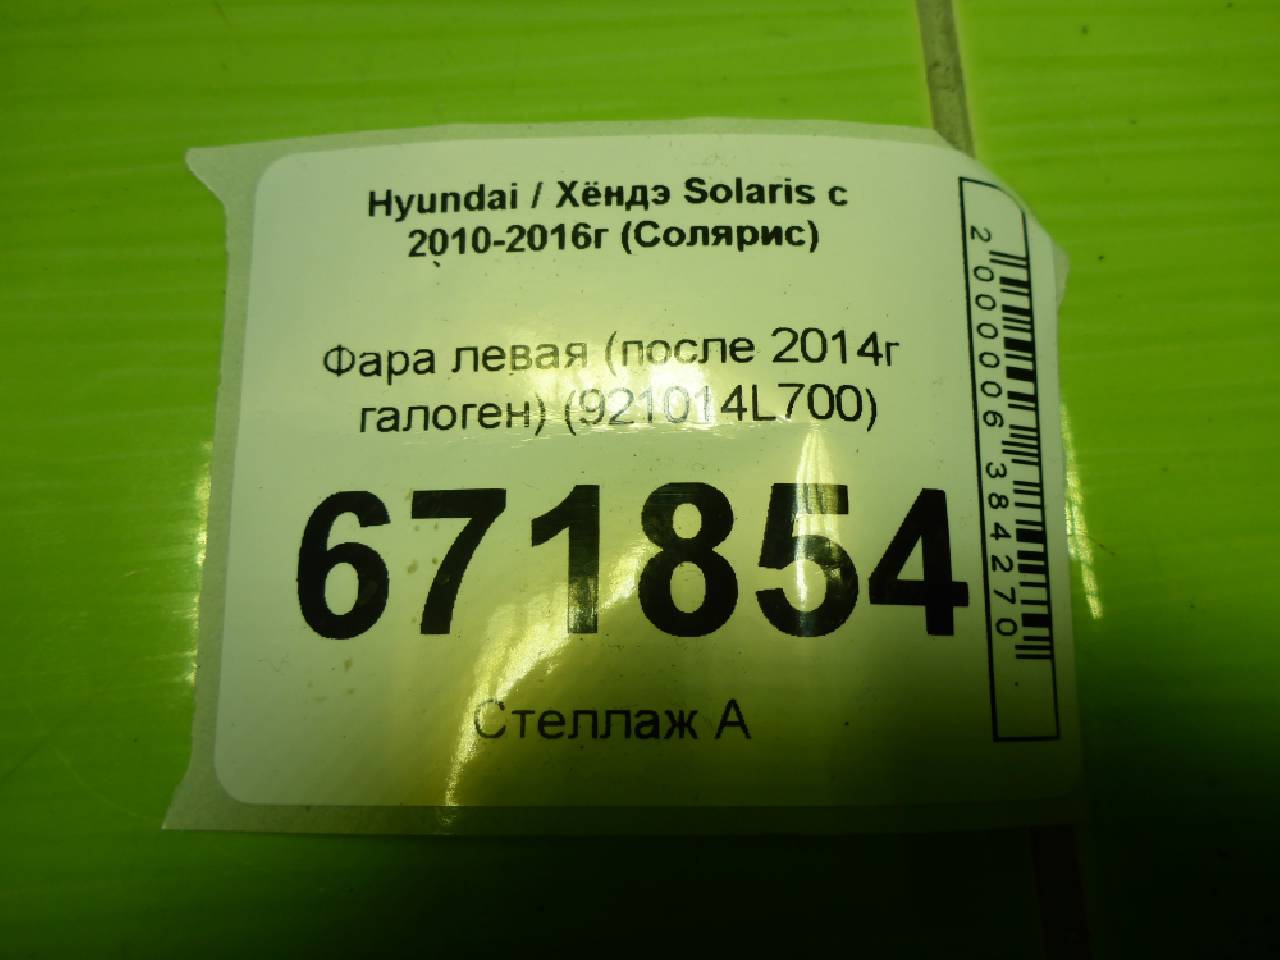 Hyundai / Хёндэ Solaris с
2010-2016г (Солярис)
Фара левая (после 2014г
галоген) (921014L700)
671854
Стеллаж А
2000006384270